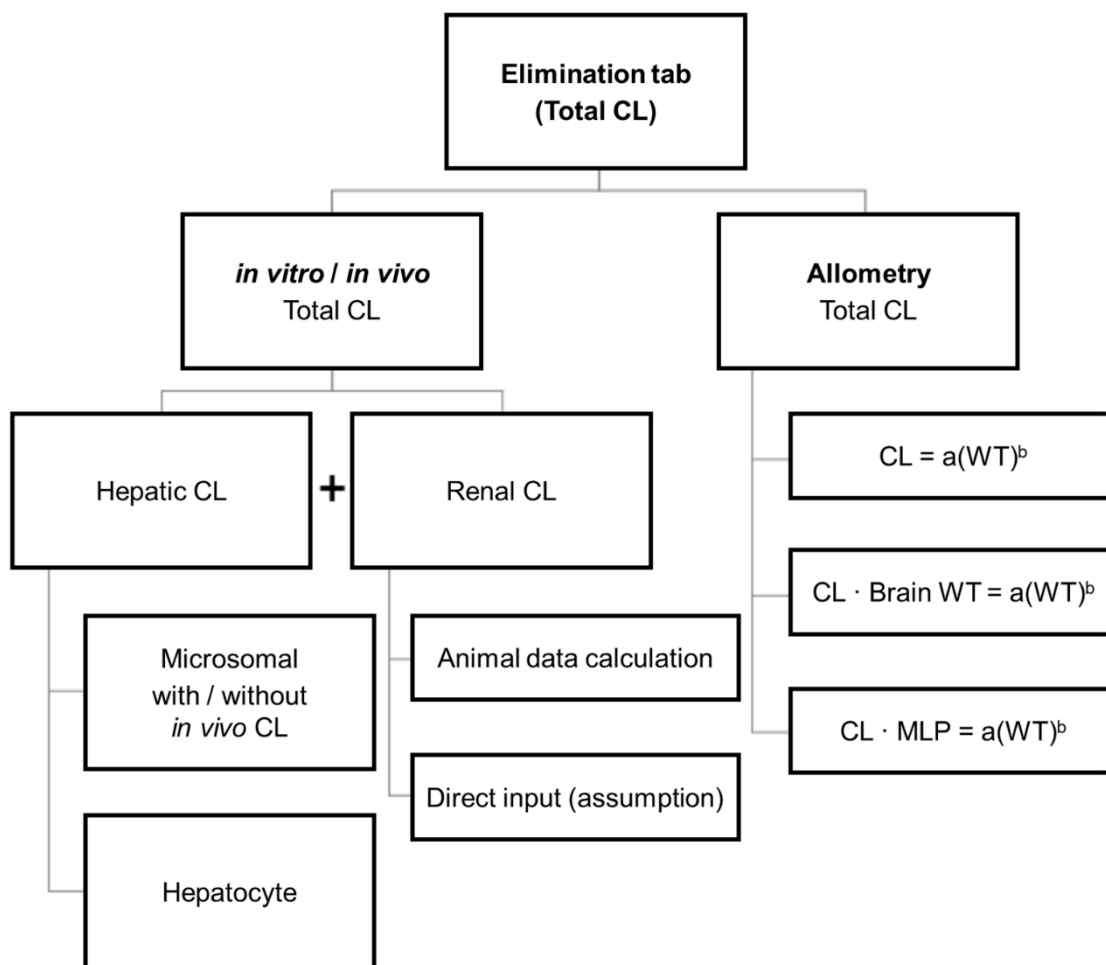 Elimination tab
(Total CL)
in vitro / in vivo
Total CL
Allometry
Total CL
Hepatic CL
+
Renal CL
CL = a(WT)ᵇ
CL · Brain WT = a(WT)ᵇ
CL · MLP = a(WT)ᵇ
Microsomal
with / without
in vivo CL
Animal data calculation
Direct input (assumption)
Hepatocyte